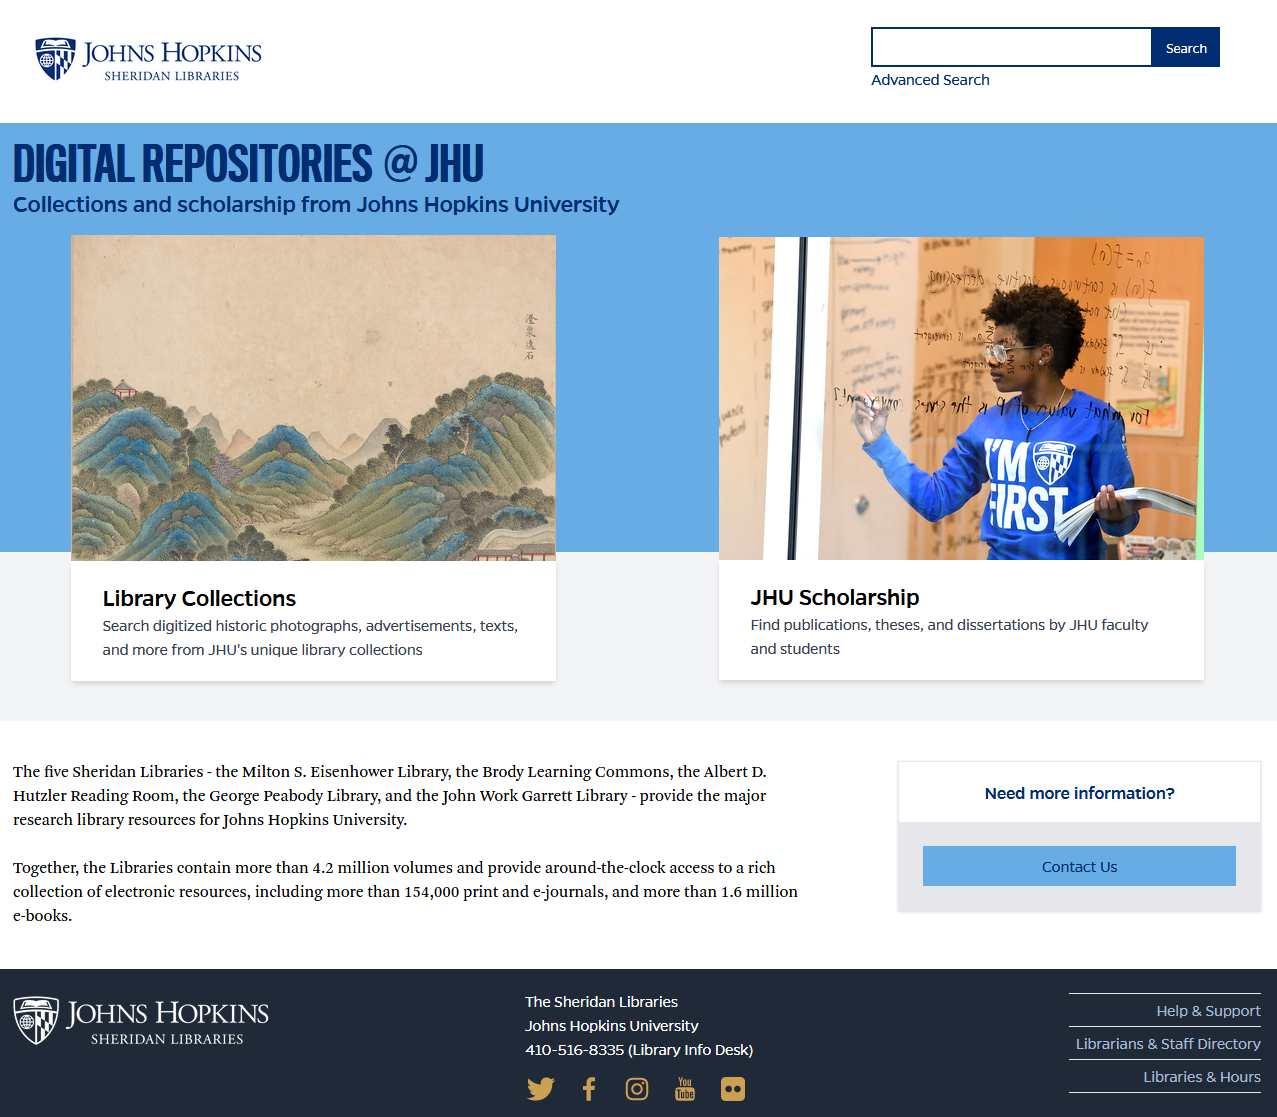 JOHNS HOPKINS
SHERIDAN LIBRARIES
Search
Advanced Search
DIGITAL REPOSITORIES @ JHU
Collections and scholarship from Johns Hopkins University
澄泉遶石
I'M
FIRST
Library Collections
Search digitized historic photographs, advertisements, texts,
and more from JHU's unique library collections
JHU Scholarship
Find publications, theses, and dissertations by JHU faculty
and students
The five Sheridan Libraries - the Milton S. Eisenhower Library, the Brody Learning Commons, the Albert D.
Hutzler Reading Room, the George Peabody Library, and the John Work Garrett Library - provide the major
research library resources for Johns Hopkins University.
Together, the Libraries contain more than 4.2 million volumes and provide around-the-clock access to a rich
collection of electronic resources, including more than 154,000 print and e-journals, and more than 1.6 million
e-books.
Need more information?
Contact Us
JOHNS HOPKINS
SHERIDAN LIBRARIES
The Sheridan Libraries
Johns Hopkins University
410-516-8335 (Library Info Desk)
You
Tube
Help & Support
Librarians & Staff Directory
Libraries & Hours